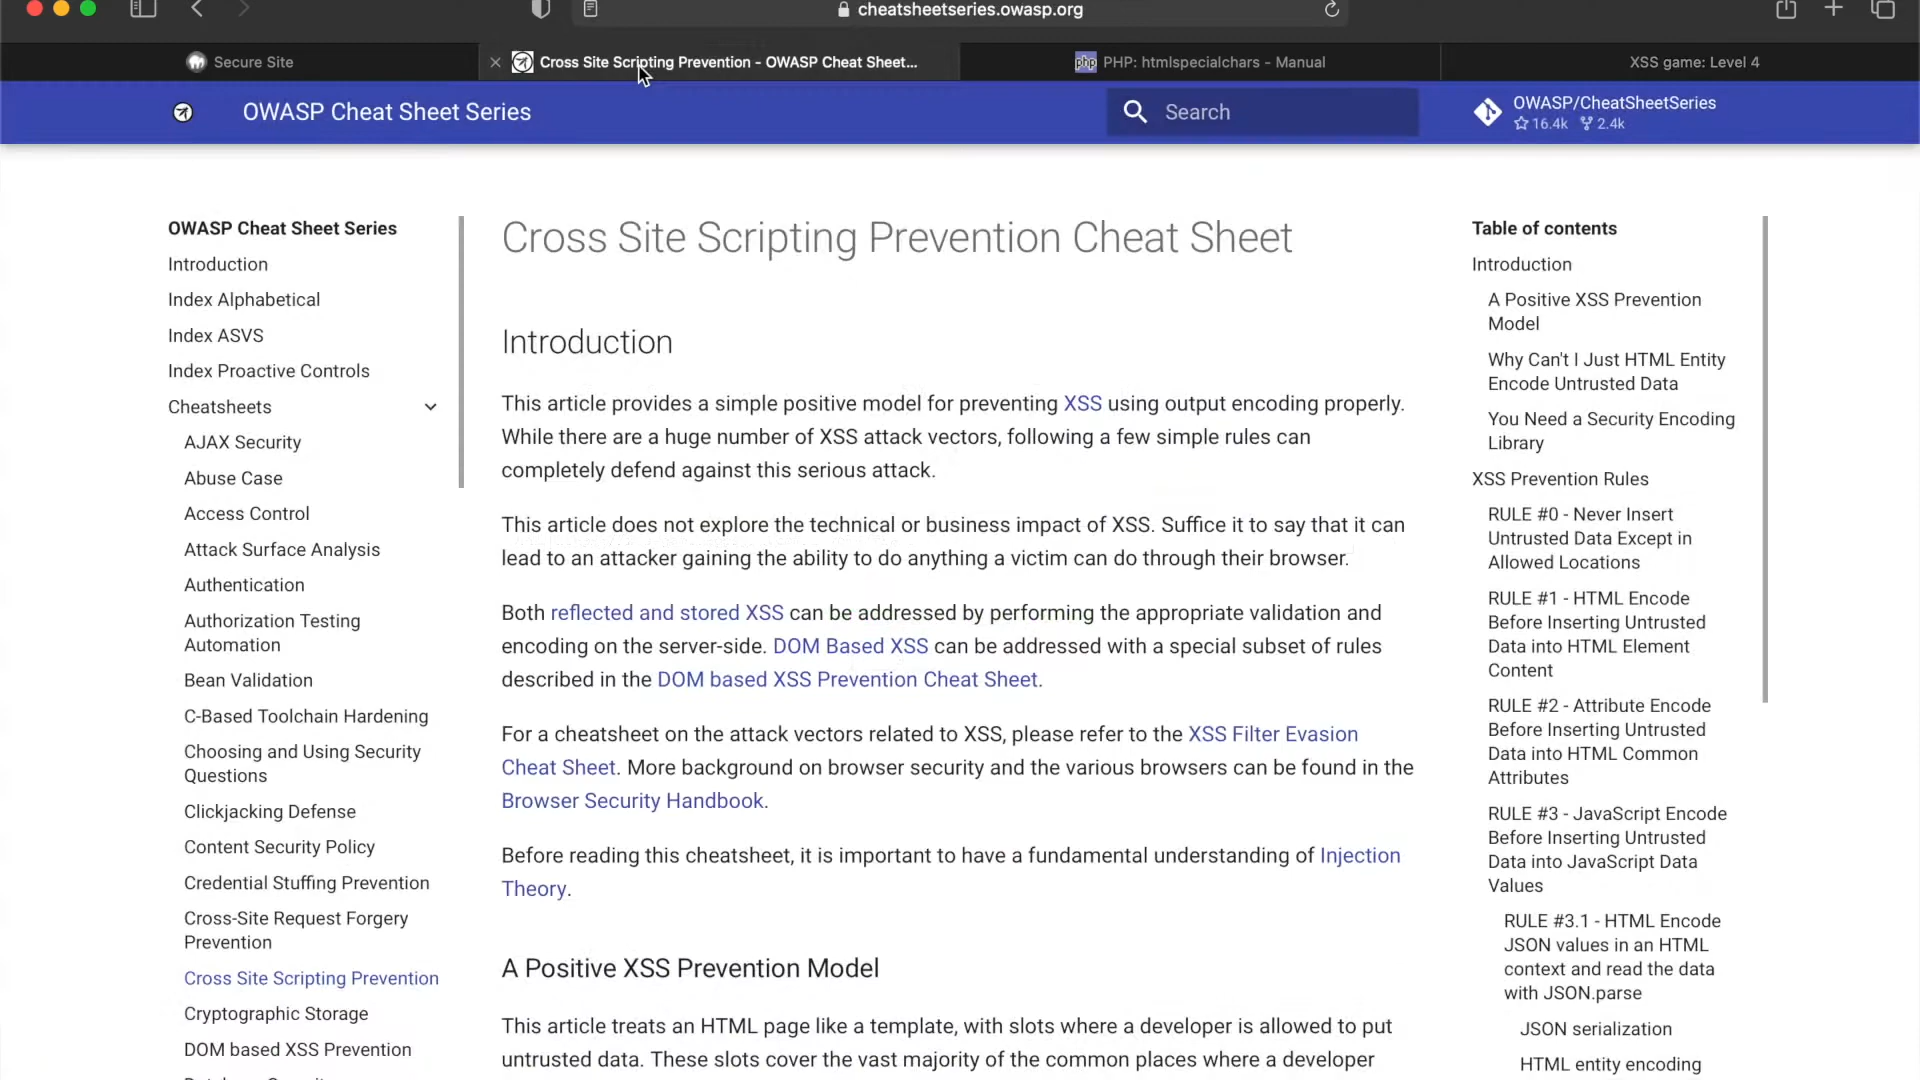 cheatsheetseries.owasp.org
Secure Site
Cross Site Scripting Prevention - OWASP Cheat Sheet...
php PHP: htmlspecialchars - Manual
XSS game: Level 4
OWASP Cheat Sheet Series
Search
OWASP/CheatSheetSeries
16.4k 2.4k
OWASP Cheat Sheet Series
Introduction
Index Alphabetical
Index ASVS
Index Proactive Controls
Cheatsheets
AJAX Security
Abuse Case
Access Control
Attack Surface Analysis
Authentication
Authorization Testing
Automation
Bean Validation
C-Based Toolchain Hardening
Choosing and Using Security
Questions
Clickjacking Defense
Content Security Policy
Credential Stuffing Prevention
Cross-Site Request Forgery
Prevention
Cross Site Scripting Prevention
Cryptographic Storage
DOM based XSS Prevention
Cross Site Scripting Prevention Cheat Sheet
Introduction
This article provides a simple positive model for preventing XSS using output encoding properly.
While there are a huge number of XSS attack vectors, following a few simple rules can
completely defend against this serious attack.
This article does not explore the technical or business impact of XSS. Suffice it to say that it can
lead to an attacker gaining the ability to do anything a victim can do through their browser.
Both reflected and stored XSS can be addressed by performing the appropriate validation and
encoding on the server-side. DOM Based XSS can be addressed with a special subset of rules
described in the DOM based XSS Prevention Cheat Sheet.
For a cheatsheet on the attack vectors related to XSS, please refer to the XSS Filter Evasion
Cheat Sheet. More background on browser security and the various browsers can be found in the
Browser Security Handbook.
Before reading this cheatsheet, it is important to have a fundamental understanding of Injection
Theory.
A Positive XSS Prevention Model
This article treats an HTML page like a template, with slots where a developer is allowed to put
untrusted data. These slots cover the vast majority of the common places where a developer
Table of contents
Introduction
A Positive XSS Prevention
Model
Why Can't I Just HTML Entity
Encode Untrusted Data
You Need a Security Encoding
Library
XSS Prevention Rules
RULE #0 - Never Insert
Untrusted Data Except in
Allowed Locations
RULE #1 - HTML Encode
Before Inserting Untrusted
Data into HTML Element
Content
RULE #2 - Attribute Encode
Before Inserting Untrusted
Data into HTML Common
Attributes
RULE #3 - JavaScript Encode
Before Inserting Untrusted
Data into JavaScript Data
Values
RULE #3.1 - HTML Encode
JSON values in an HTML
context and read the data
with JSON.parse
JSON serialization
HTML entity encoding